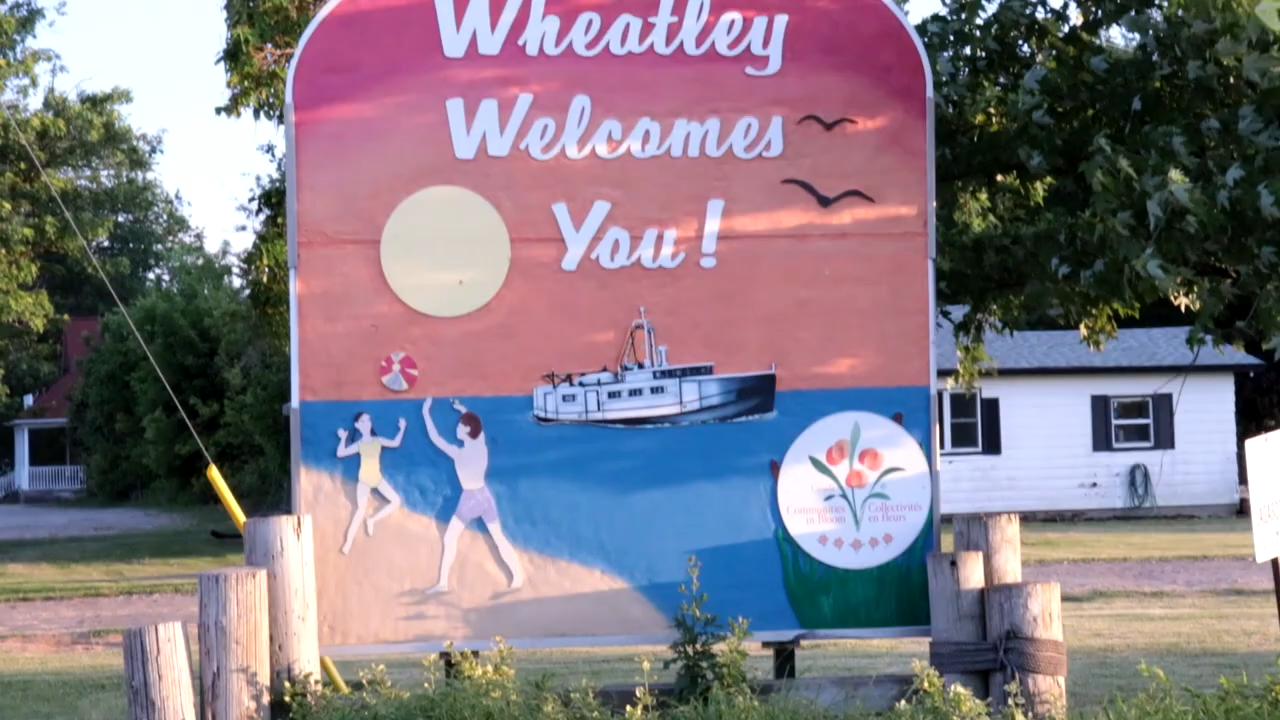 Wheatley
Welcomes
You!
Communities Collectivités
in Bloom en fleurs